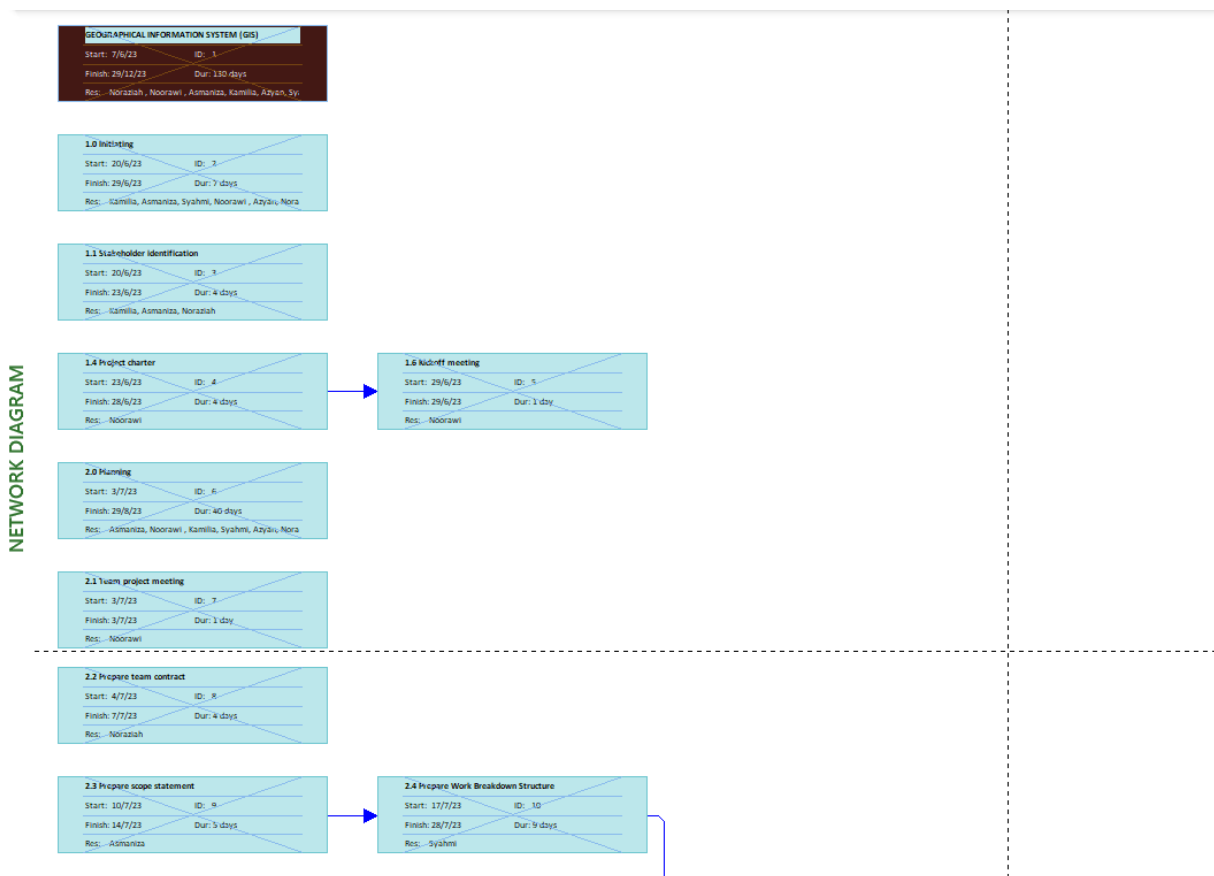 NETWORK DIAGRAM
GEOGRAPHICAL INFORMATION SYSTEM (GIS)
Start: 7/6/23 ID: 1
Finish: 29/12/23 Dur: 130 days
Res: Noraziah , Noorawi , Asmaniza, Kamilia, Azyan, Sy
1.0 Initiating
Start: 20/6/23 ID: 2
Finish: 29/6/23 Dur: 7 days
Res: Kamilia, Asmaniza, Syahmi, Noorawi , Azyan, Nora
1.1 Stakeholder identification
Start: 20/6/23 ID: 3
Finish: 23/6/23 Dur: 4 days
Res: Kamilia, Asmaniza, Noraziah
1.4 Project charter
Start: 23/6/23 ID: 4
Finish: 28/6/23 Dur: 4 days
Res: Noorawi
1.6 Kickoff meeting
Start: 29/6/23 ID: 5
Finish: 29/6/23 Dur: 1 day
Res: Noorawi
2.0 Planning
Start: 3/7/23 ID: 6
Finish: 29/8/23 Dur: 40 days
Res: Asmaniza, Noorawi , Kamilia, Syahmi, Azyan, Nora
2.1 Team project meeting
Start: 3/7/23 ID: 7
Finish: 3/7/23 Dur: 1 day
Res: Noorawi
2.2 Prepare team contract
Start: 4/7/23 ID: 8
Finish: 7/7/23 Dur: 4 days
Res: Noraziah
2.3 Prepare scope statement
Start: 10/7/23 ID: 9
Finish: 14/7/23 Dur: 5 days
Res: Asmaniza
2.4 Prepare Work Breakdown Structure
Start: 17/7/23 ID: 10
Finish: 28/7/23 Dur: 9 days
Res: Syahmi